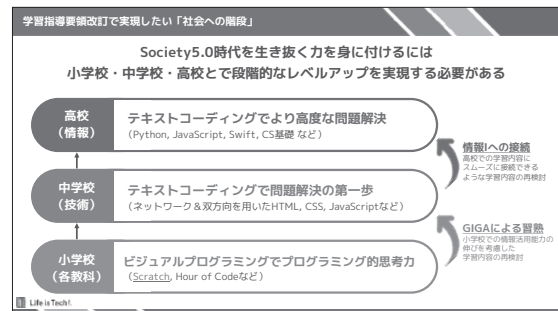 学習指導要領改訂で実現したい「社会への階段」
Society5.0時代を生き抜く力を身に付けるには
小学校・中学校・高校とで段階的なレベルアップを実現する必要がある
高校
（情報）
テキストコーディングでより高度な問題解決
（Python, JavaScript, Swift, CS基礎 など）
情報Iへの接続
高校での学習内容に
スムーズに接続できる
ような学習内容の再検討
中学校
（技術）
テキストコーディングで問題解決の第一歩
（ネットワーク＆双方向を用いたHTML, CSS, JavaScriptなど）
GIGAによる習熟
小学校での情報活用能力の
伸びを考慮した
学習内容の再検討
小学校
（各教科）
ビジュアルプログラミングでプログラミング的思考力
（Scratch, Hour of Codeなど）
Life is Tech!.